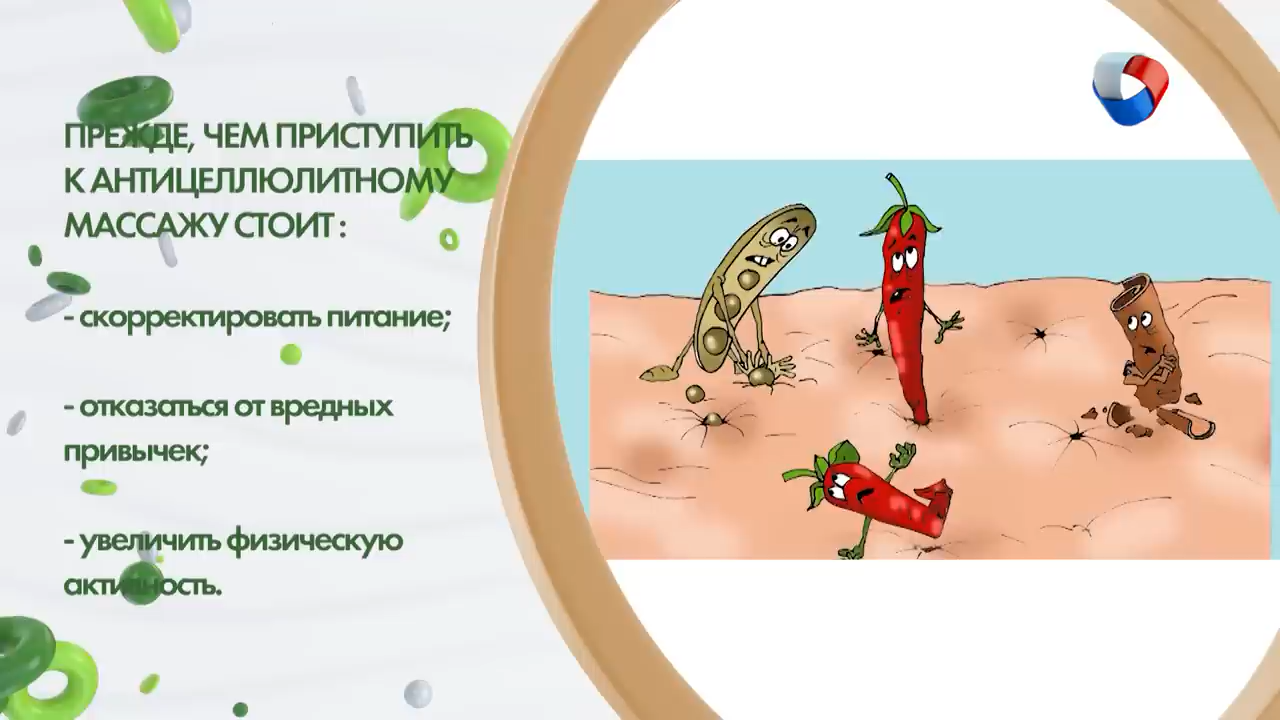 ПРЕЖДЕ, ЧЕМ ПРИСТУПИТЬ
К АНТИЦЕЛЛЮЛИТНОМУ
МАССАЖУ СТОИТ :
- скорректировать питание;
- отказаться от вредных
привычек;
- увеличить физическую
активность.